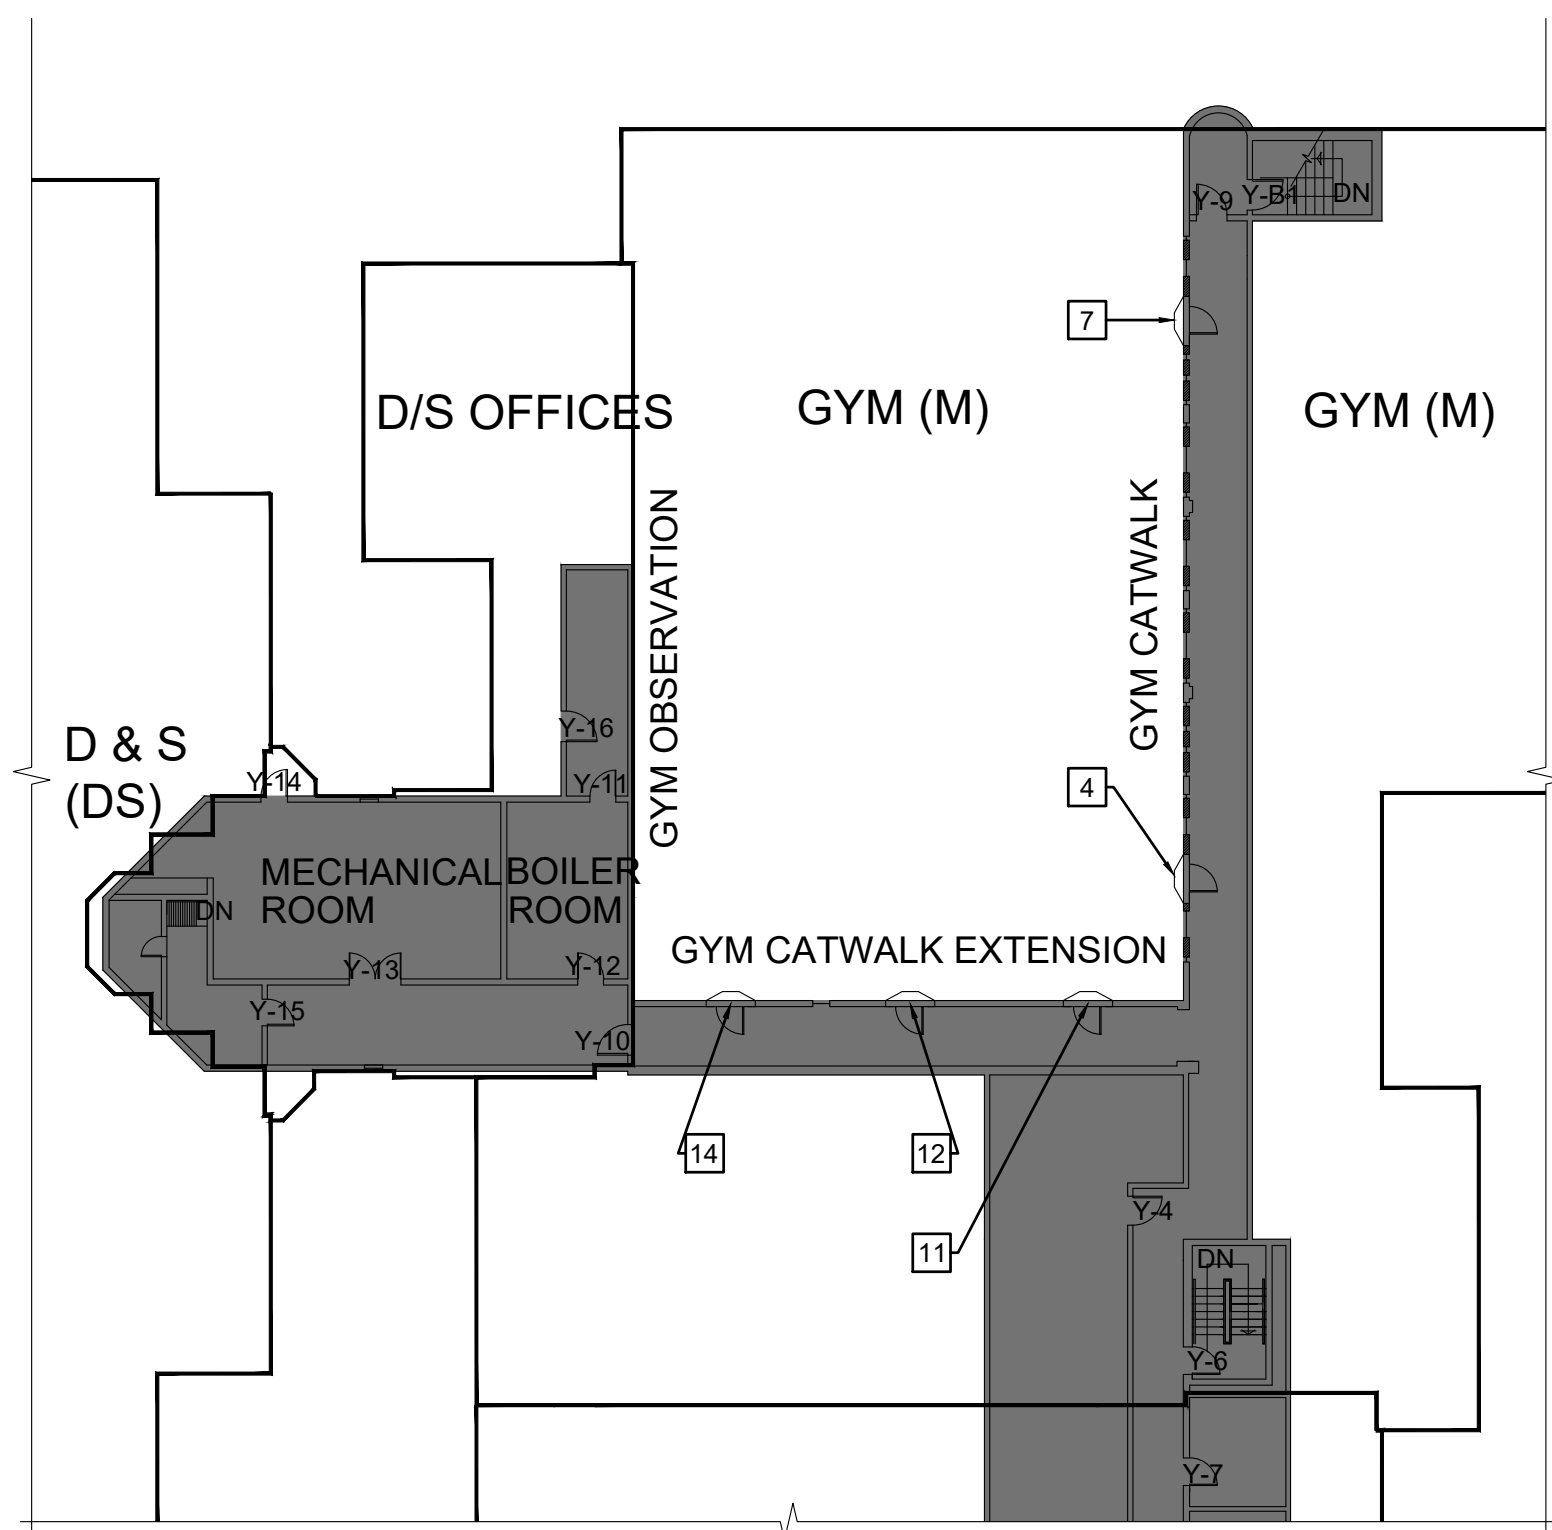 Y-9
Y-B1
DN
7
D/S OFFICES
GYM (M)
GYM (M)
GYM OBSERVATION
GYM CATWALK
Y-16
D & S
(DS)
Y-14
Y-11
4
MECHANICAL
ROOM
BOILER
ROOM
DN
GYM CATWALK EXTENSION
Y-13
Y-12
Y-15
Y-10
14
12
11
Y-4
DN
Y-6
Y-7